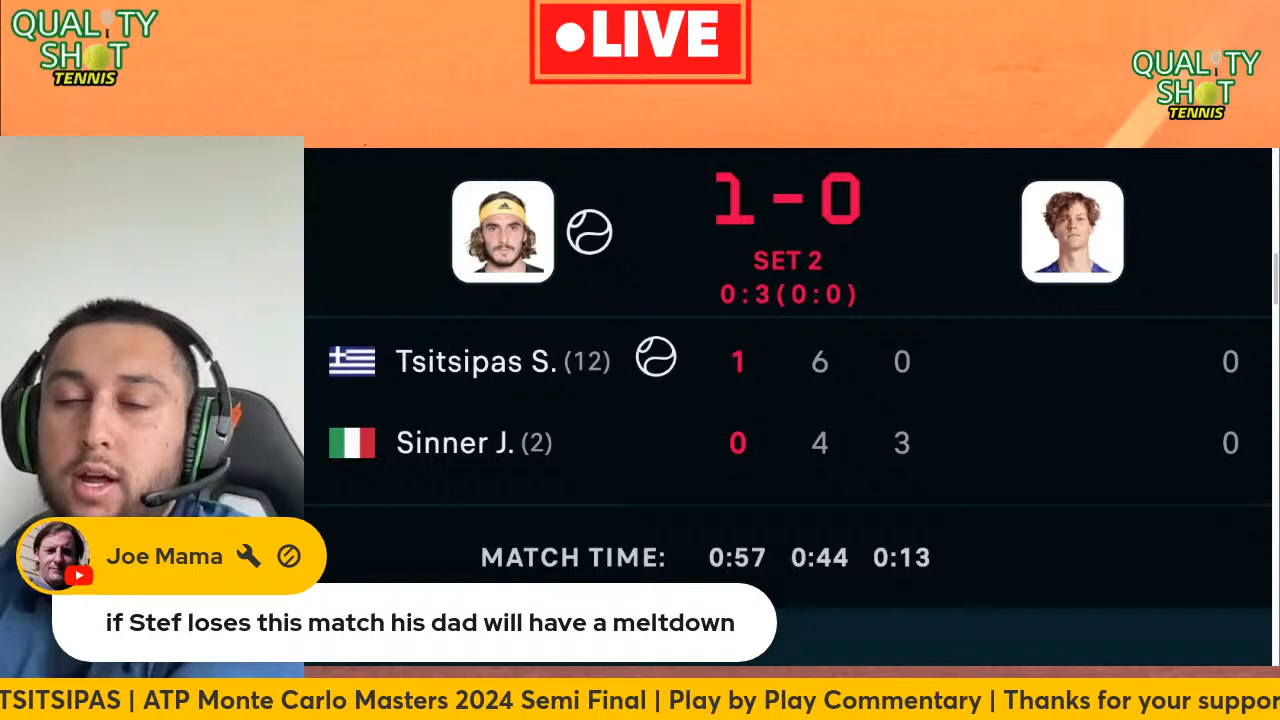 QUALITY
SHOT
TENNIS
LIVE
QUALITY
SHOT
TENNIS
1 - 0
SET 2
0 : 3 ( 0 : 0 )
Tsitsipas S. (12) 1 6 0 0
Sinner J. (2) 0 4 3 0
MATCH TIME: 0:57 0:44 0:13
Joe Mama
if Stef loses this match his dad will have a meltdown
TSITSIPAS | ATP Monte Carlo Masters 2024 Semi Final | Play by Play Commentary | Thanks for your suppor